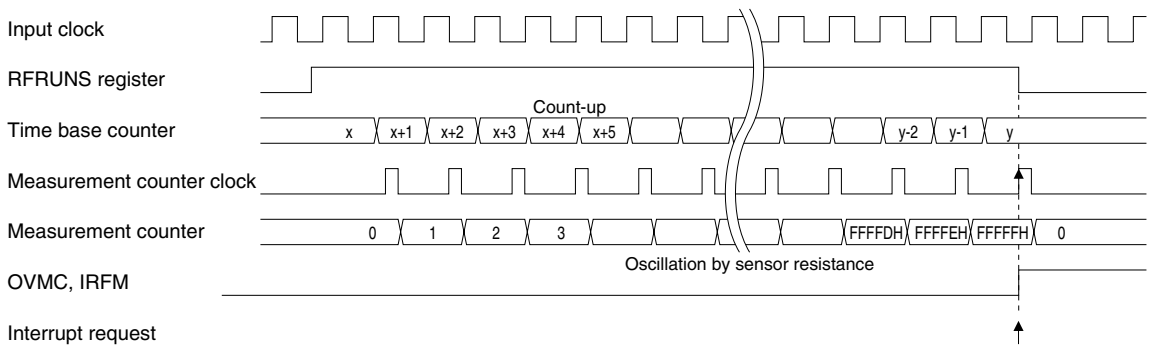 Input clock
RFRUNS register
Count-up
Time base counter x x+1 x+2 x+3 x+4 x+5 y-2 y-1 y
Measurement counter clock
Measurement counter 0 1 2 3 FFFFDH FFFFEH FFFFFH 0
Oscillation by sensor resistance
OVMC, IRFM
Interrupt request